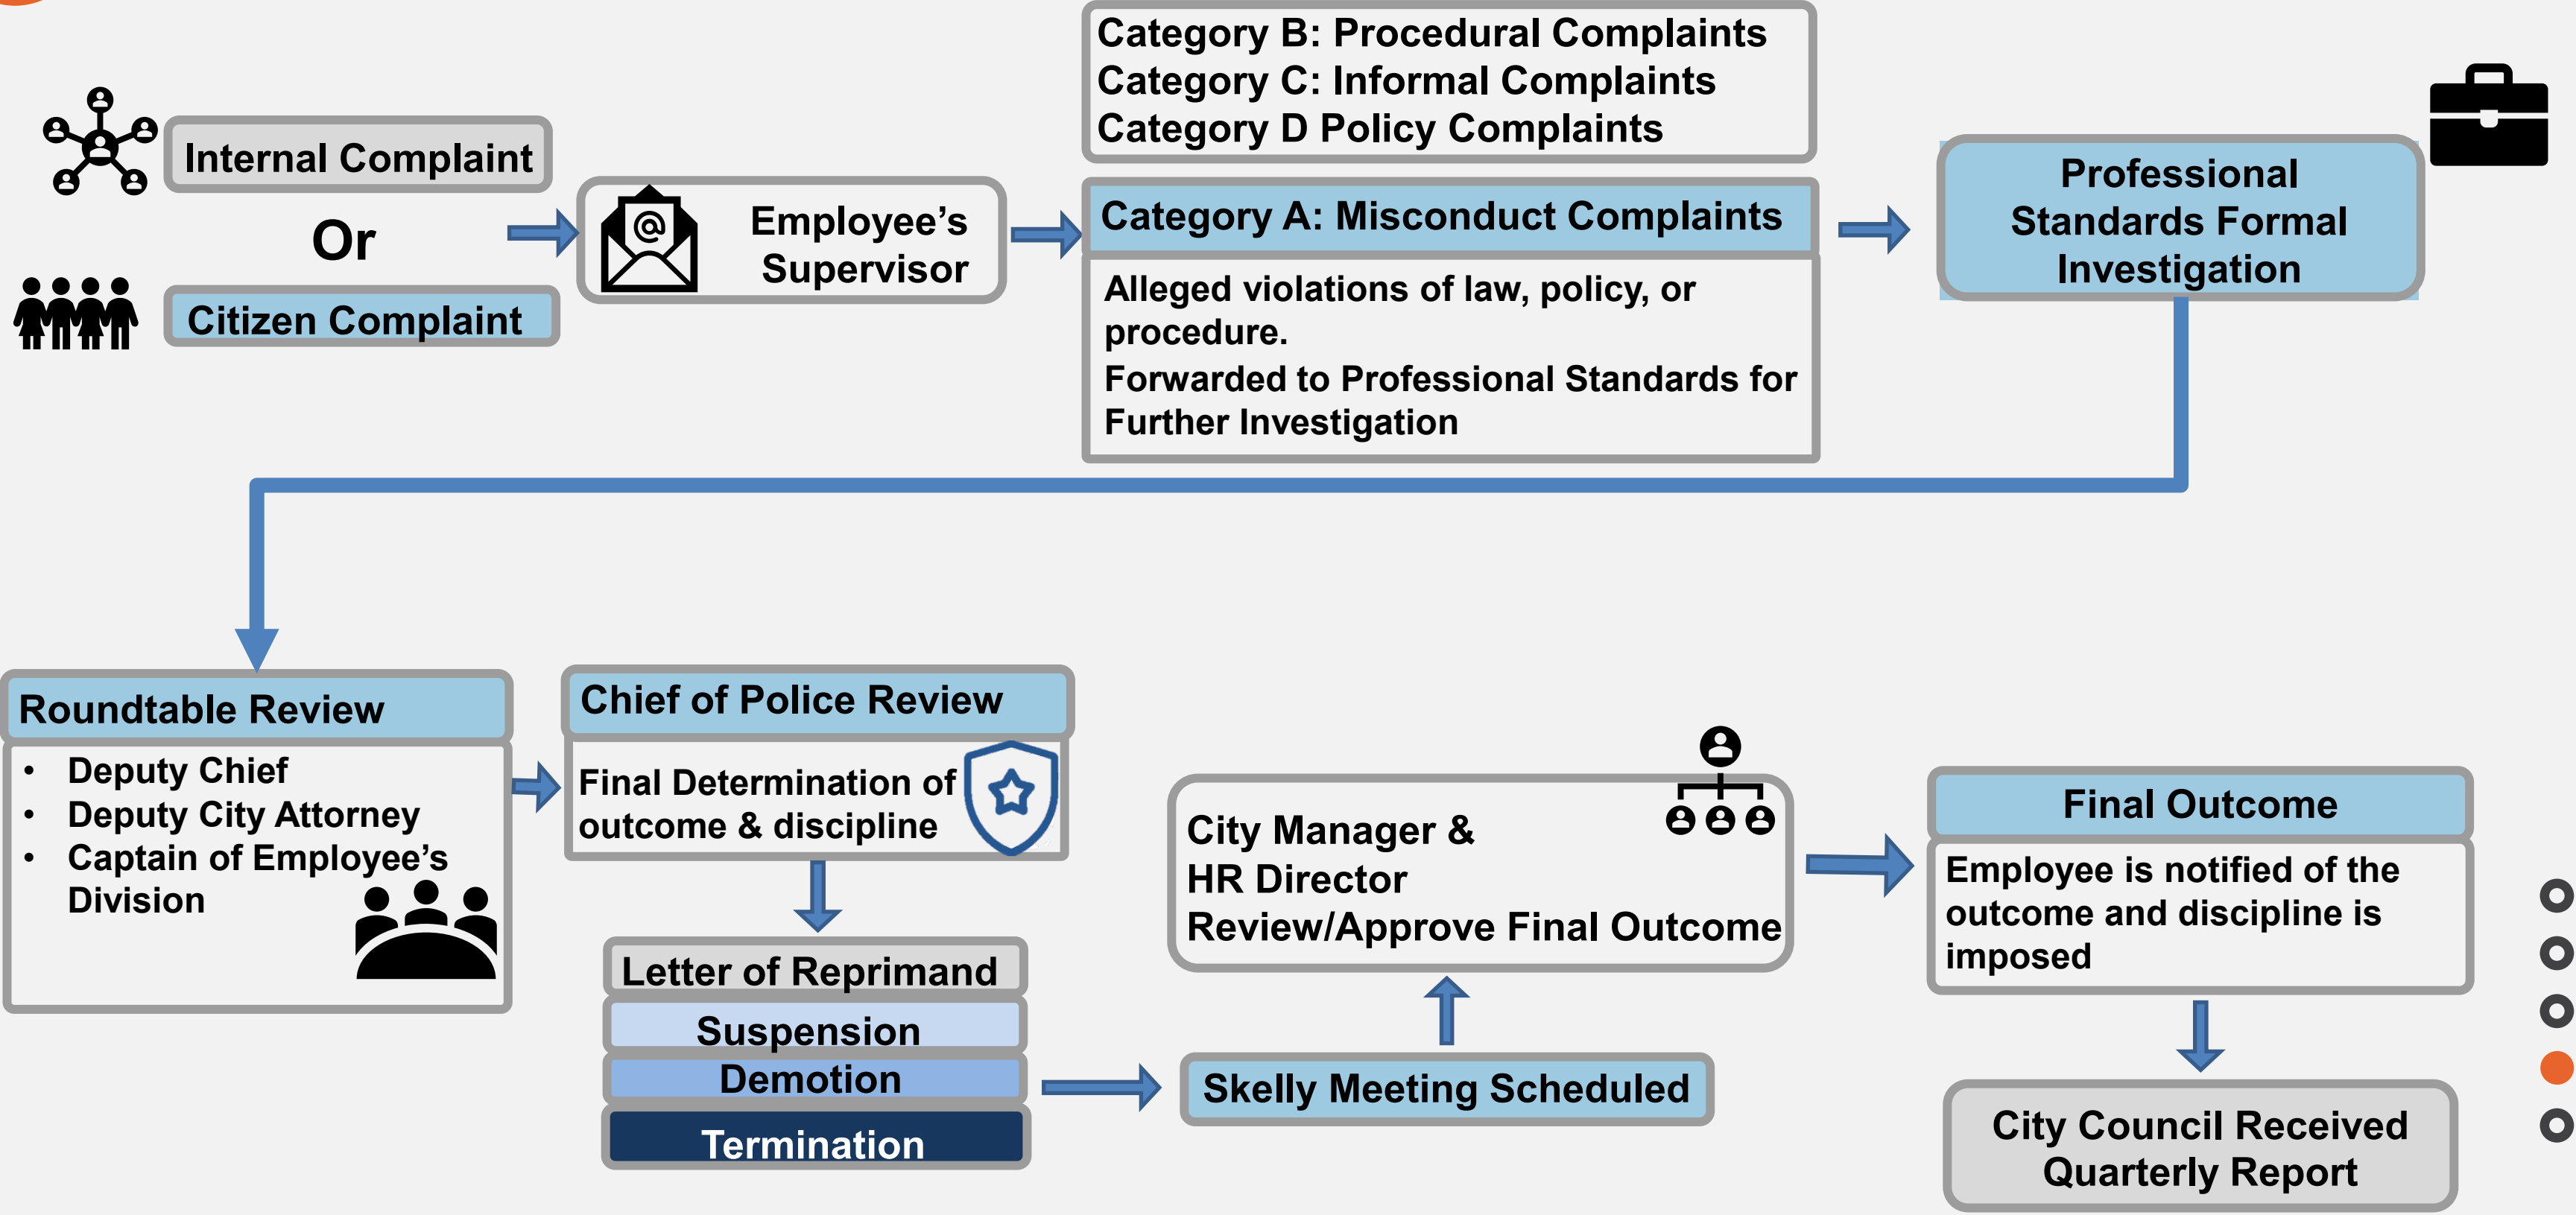 Internal Complaint
Or
Citizen Complaint
@
Employee's
Supervisor
Category B: Procedural Complaints
Category C: Informal Complaints
Category D Policy Complaints
Category A: Misconduct Complaints
Alleged violations of law, policy, or
procedure.
Forwarded to Professional Standards for
Further Investigation
Professional
Standards Formal
Investigation
Roundtable Review
• Deputy Chief
• Deputy City Attorney
• Captain of Employee's
Division
Chief of Police Review
Final Determination of
outcome & discipline
Letter of Reprimand
Suspension
Demotion
Termination
Skelly Meeting Scheduled
City Manager &
HR Director
Review/Approve Final Outcome
Final Outcome
Employee is notified of the
outcome and discipline is
imposed
City Council Received
Quarterly Report